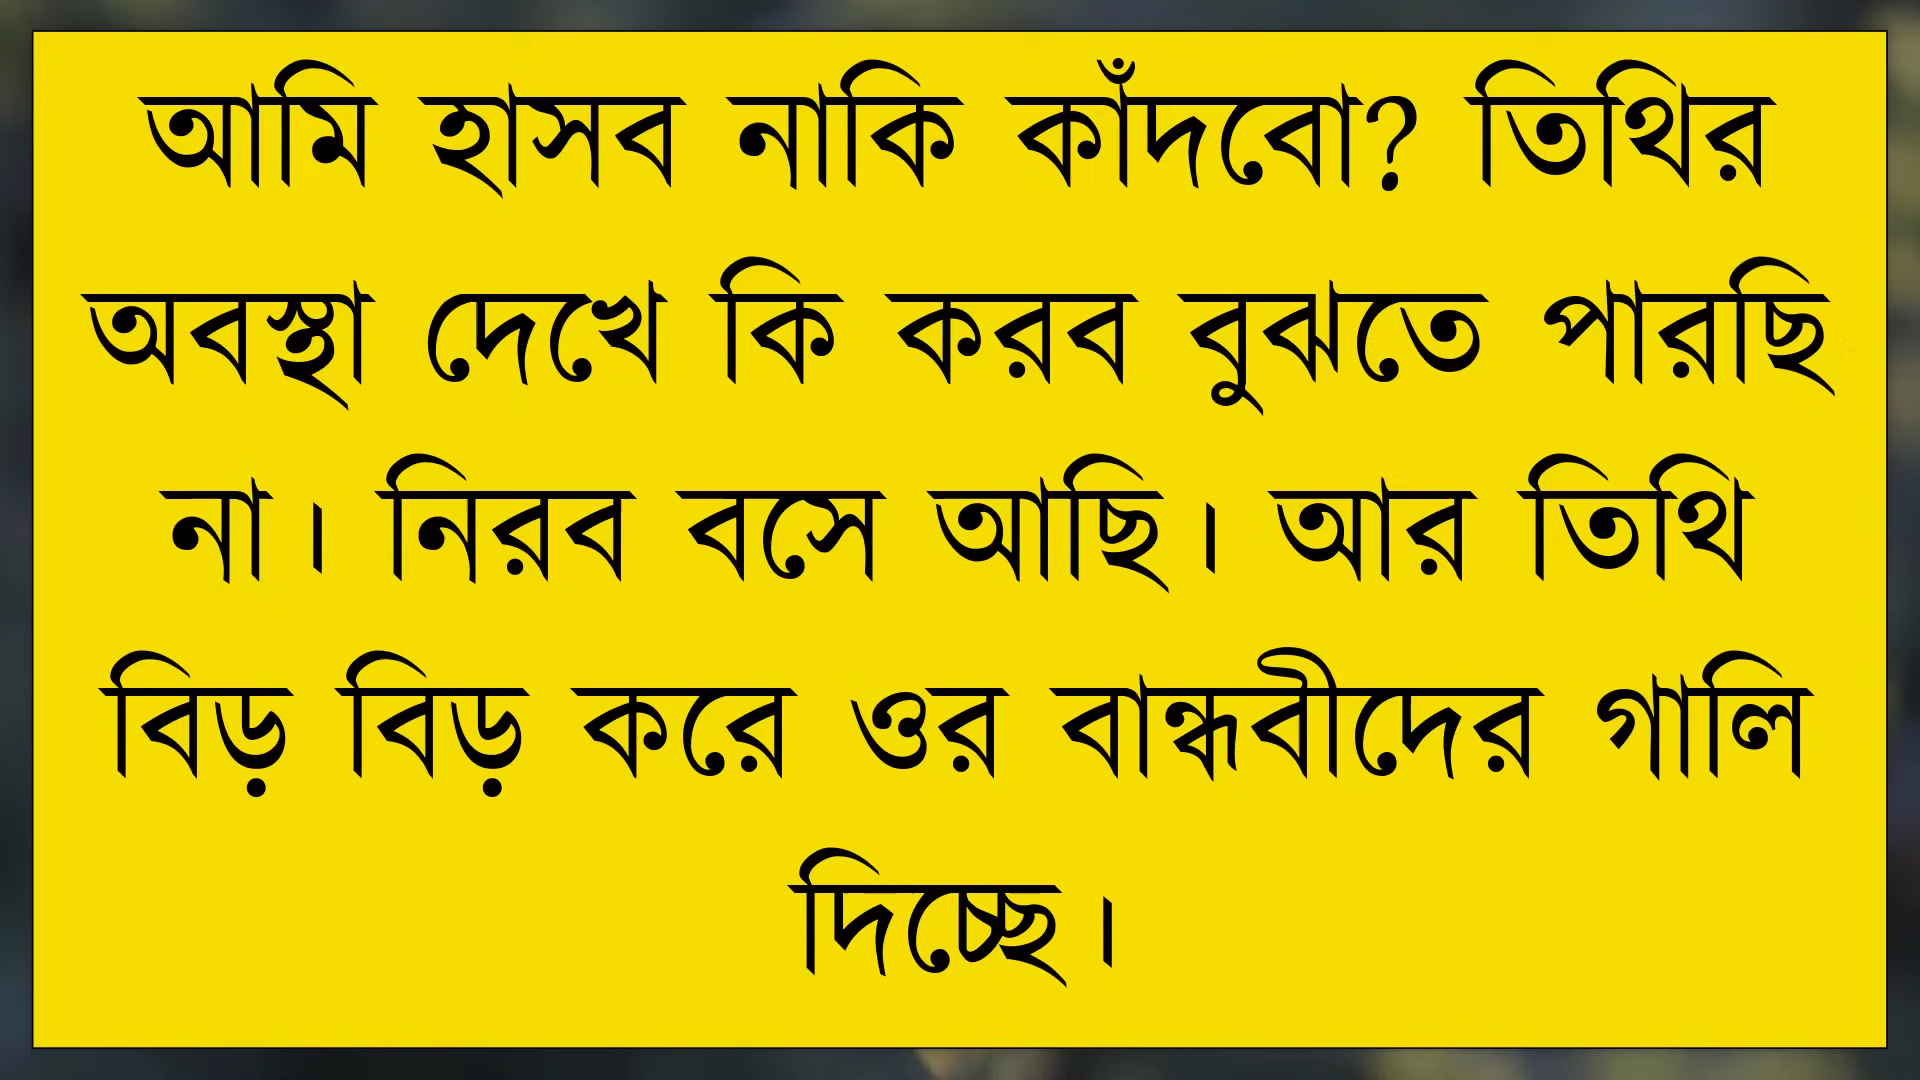 আমি হাসব নাকি কাঁদবো? তিথির
অবস্থা দেখে কি করব বুঝতে পারছি
না। নিরব বসে আছি। আর তিথি
বিড় বিড় করে ওর বান্ধবীদের গালি
দিচ্ছে।